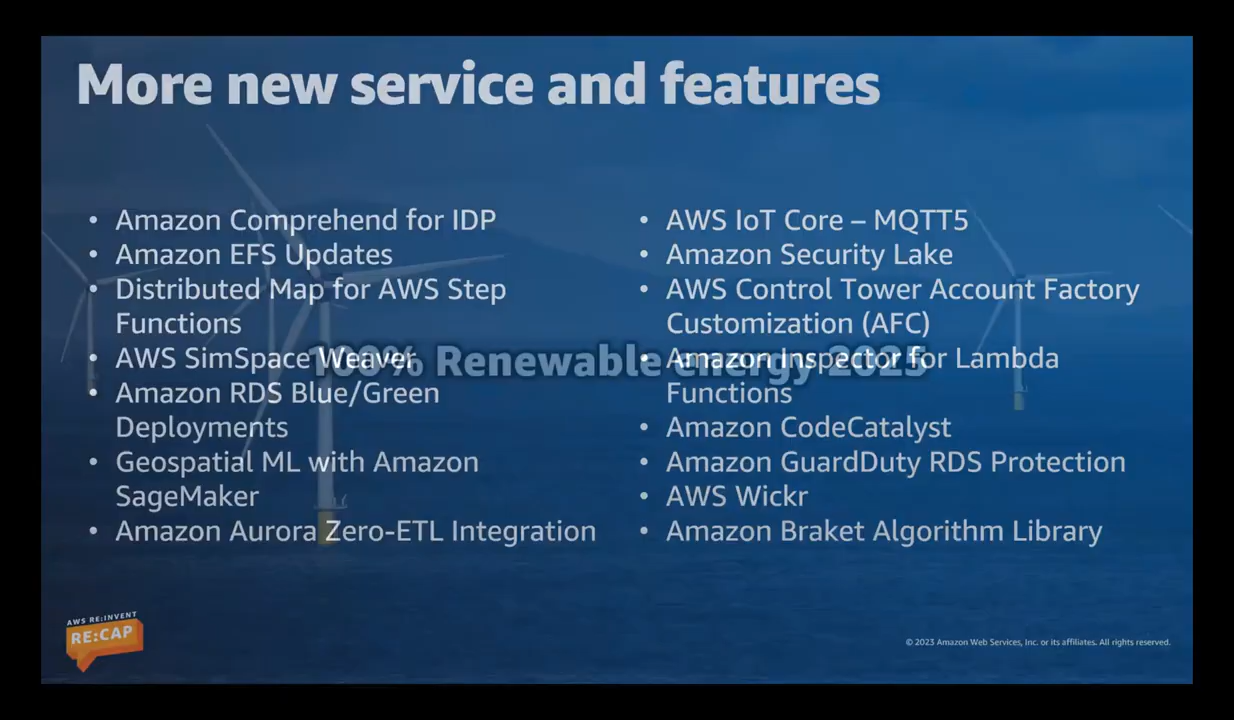 More new service and features
• Amazon Comprehend for IDP
• Amazon EFS Updates
• Distributed Map for AWS Step
Functions
• AWS SimSpace Weaver
• Amazon RDS Blue/Green
Deployments
• Geospatial ML with Amazon
SageMaker
• Amazon Aurora Zero-ETL Integration
• AWS IoT Core – MQTT5
• Amazon Security Lake
• AWS Control Tower Account Factory
Customization (AFC)
• Amazon Inspector for Lambda
Functions
• Amazon CodeCatalyst
• Amazon GuardDuty RDS Protection
• AWS Wickr
• Amazon Braket Algorithm Library
100% Renewable energy 2025
AWS RE:INVENT
RE:CAP
© 2023 Amazon Web Services, Inc. or its affiliates. All rights reserved.